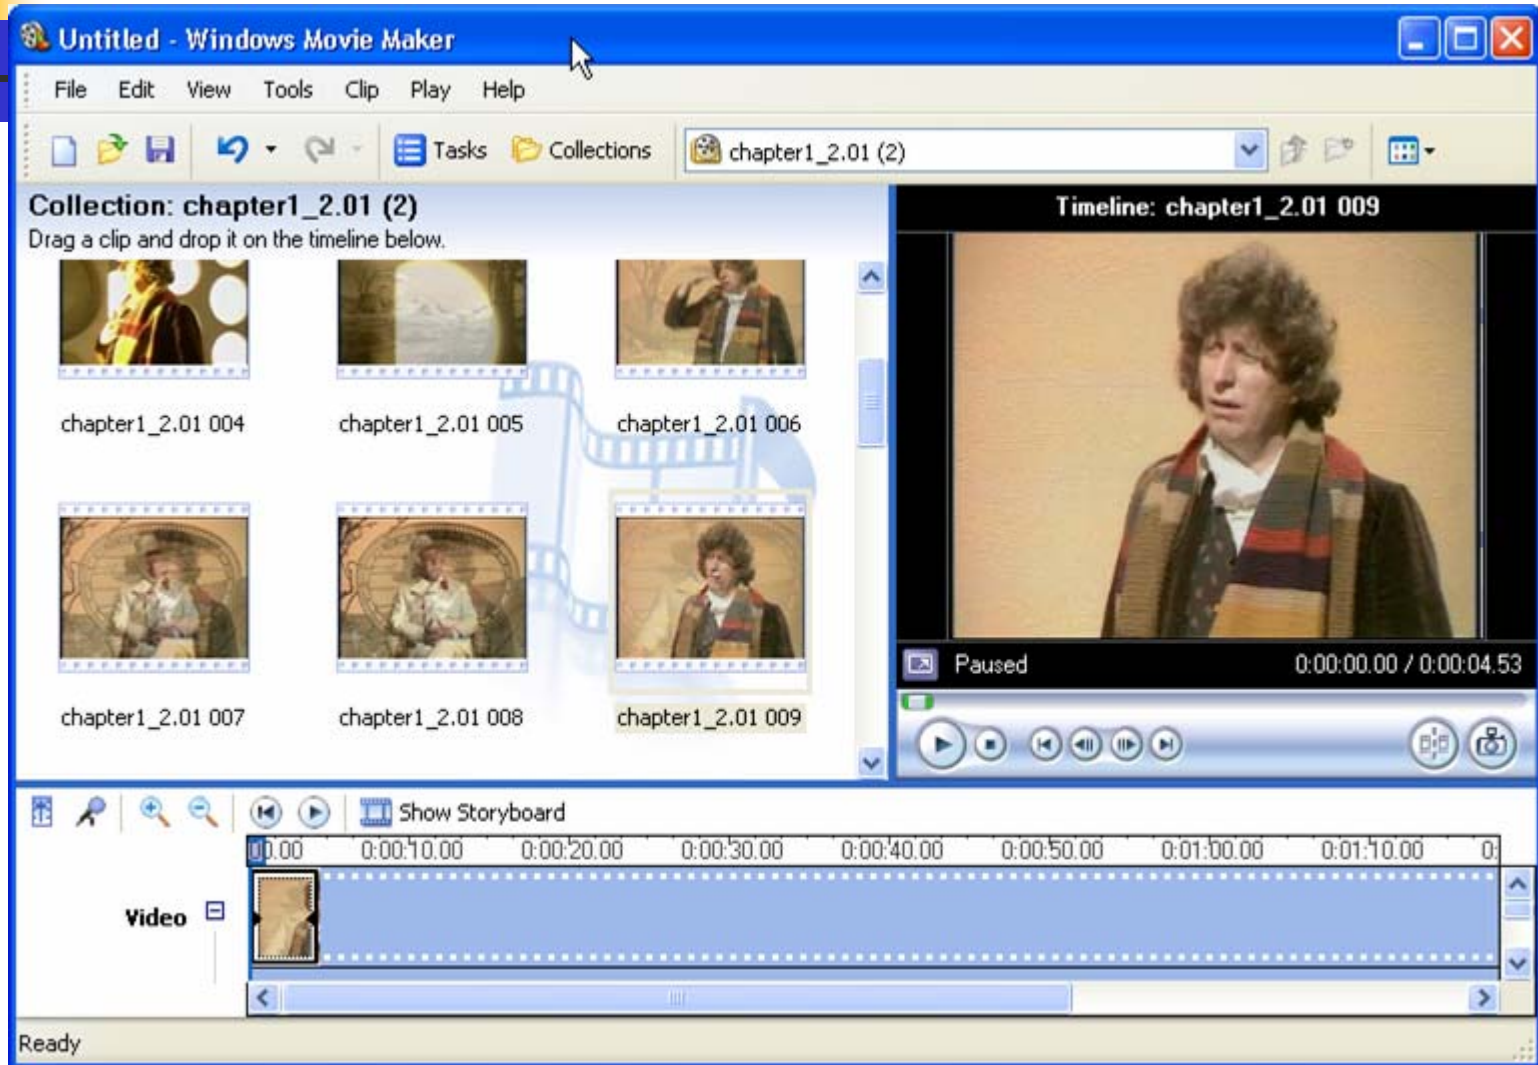 Untitled - Windows Movie Maker
File Edit View Tools Clip Play Help
Tasks Collections chapter1_2.01 (2)
Collection: chapter1_2.01 (2)
Drag a clip and drop it on the timeline below.
chapter1_2.01 004 chapter1_2.01 005 chapter1_2.01 006
chapter1_2.01 007 chapter1_2.01 008 chapter1_2.01 009
Timeline: chapter1_2.01 009
Paused 0:00:00.00 / 0:00:04.53
Show Storyboard
0:00:10.00 0:00:20.00 0:00:30.00 0:00:40.00 0:00:50.00 0:01:00.00 0:01:10.00
Video
Ready